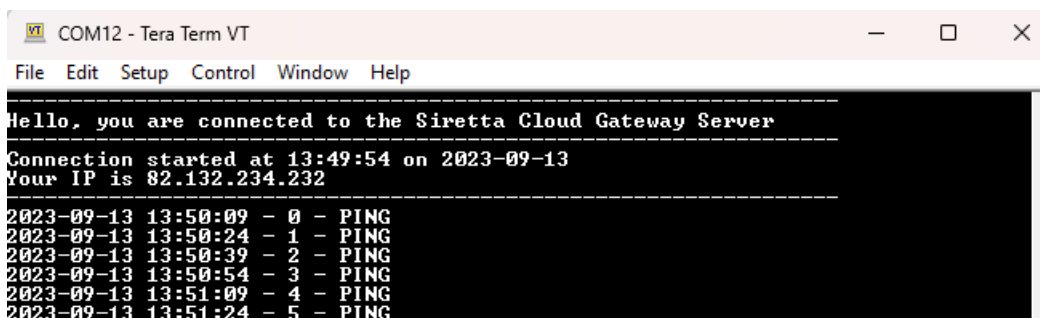 VT COM12 - Tera Term VT
File Edit Setup Control Window Help
Hello, you are connected to the Siretta Cloud Gateway Server
Connection started at 13:49:54 on 2023-09-13
Your IP is 82.132.234.232
2023-09-13 13:50:09 - 0 - PING
2023-09-13 13:50:24 - 1 - PING
2023-09-13 13:50:39 - 2 - PING
2023-09-13 13:50:54 - 3 - PING
2023-09-13 13:51:09 - 4 - PING
2023-09-13 13:51:24 - 5 - PING